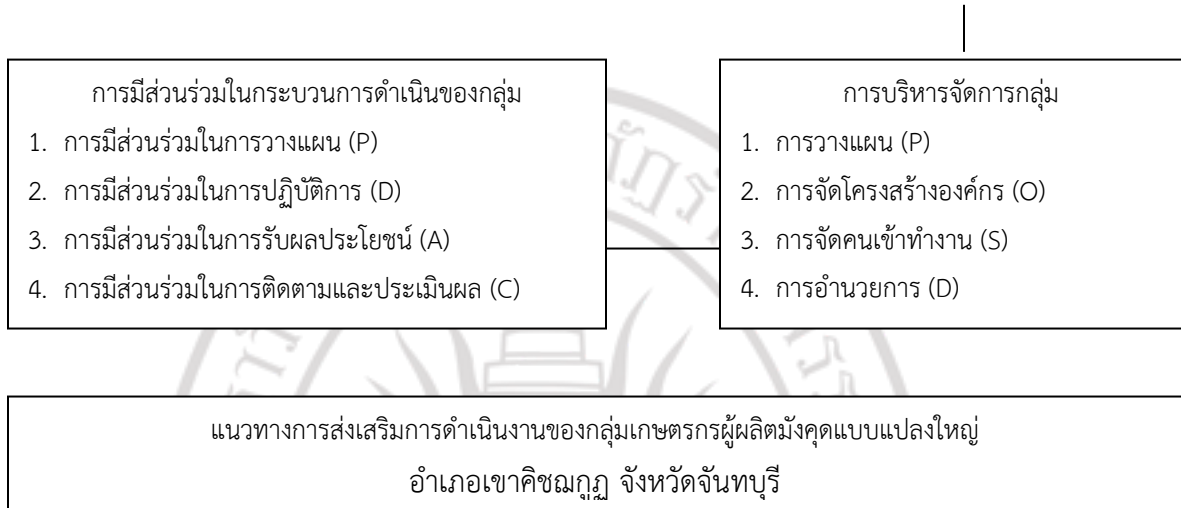 การมีส่วนร่วมในกระบวนการดำเนินของกลุ่ม
1. การมีส่วนร่วมในการวางแผน (P)
2. การมีส่วนร่วมในการปฏิบัติการ (D)
3. การมีส่วนร่วมในการรับผลประโยชน์ (A)
4. การมีส่วนร่วมในการติดตามและประเมินผล (C)
การบริหารจัดการกลุ่ม
1. การวางแผน (P)
2. การจัดโครงสร้างองค์กร (O)
3. การจัดคนเข้าทำงาน (S)
4. การอำนวยการ (D)
แนวทางการส่งเสริมการดำเนินงานของกลุ่มเกษตรกรผู้ผลิตมังคุดแบบแปลงใหญ่
อำเภอเขาคิชฌกูฏ จังหวัดจันทบุรี